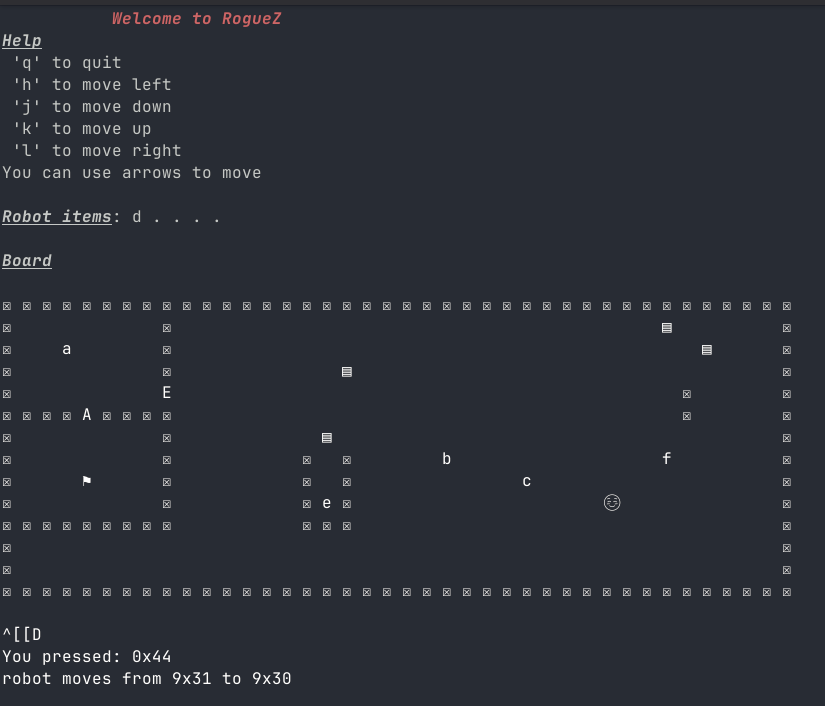 Welcome to RogueZ
Help
'q' to quit
'h' to move left
'j' to move down
'k' to move up
'l' to move right
You can use arrows to move
Robot items: d . . . .
Board
☒ ☒ ☒ ☒ ☒ ☒ ☒ ☒ ☒ ☒ ☒ ☒ ☒ ☒ ☒ ☒ ☒ ☒ ☒ ☒ ☒ ☒ ☒ ☒ ☒ ☒ ☒ ☒ ☒ ☒ ☒ ☒ ☒ ☒ ☒ ☒ ☒ ☒ ☒ ☒
☒ ☒ ▤ ☒
☒ a ☒ ▤ ☒
☒ ☒ ▤ ☒
☒ E ☒ ☒
☒ ☒ ☒ ☒ A ☒ ☒ ☒ ☒ ☒ ☒
☒ ☒ ▤ ☒
☒ ☒ ☒ ☒ b f ☒
☒ ⚑ ☒ ☒ ☒ c ☒
☒ ☒ ☒ e ☒ 😊 ☒
☒ ☒ ☒ ☒ ☒ ☒ ☒ ☒ ☒ ☒ ☒ ☒ ☒
☒ ☒
☒ ☒
☒ ☒ ☒ ☒ ☒ ☒ ☒ ☒ ☒ ☒ ☒ ☒ ☒ ☒ ☒ ☒ ☒ ☒ ☒ ☒ ☒ ☒ ☒ ☒ ☒ ☒ ☒ ☒ ☒ ☒ ☒ ☒ ☒ ☒ ☒ ☒ ☒ ☒ ☒ ☒
^[[D
You pressed: 0x44
robot moves from 9x31 to 9x30